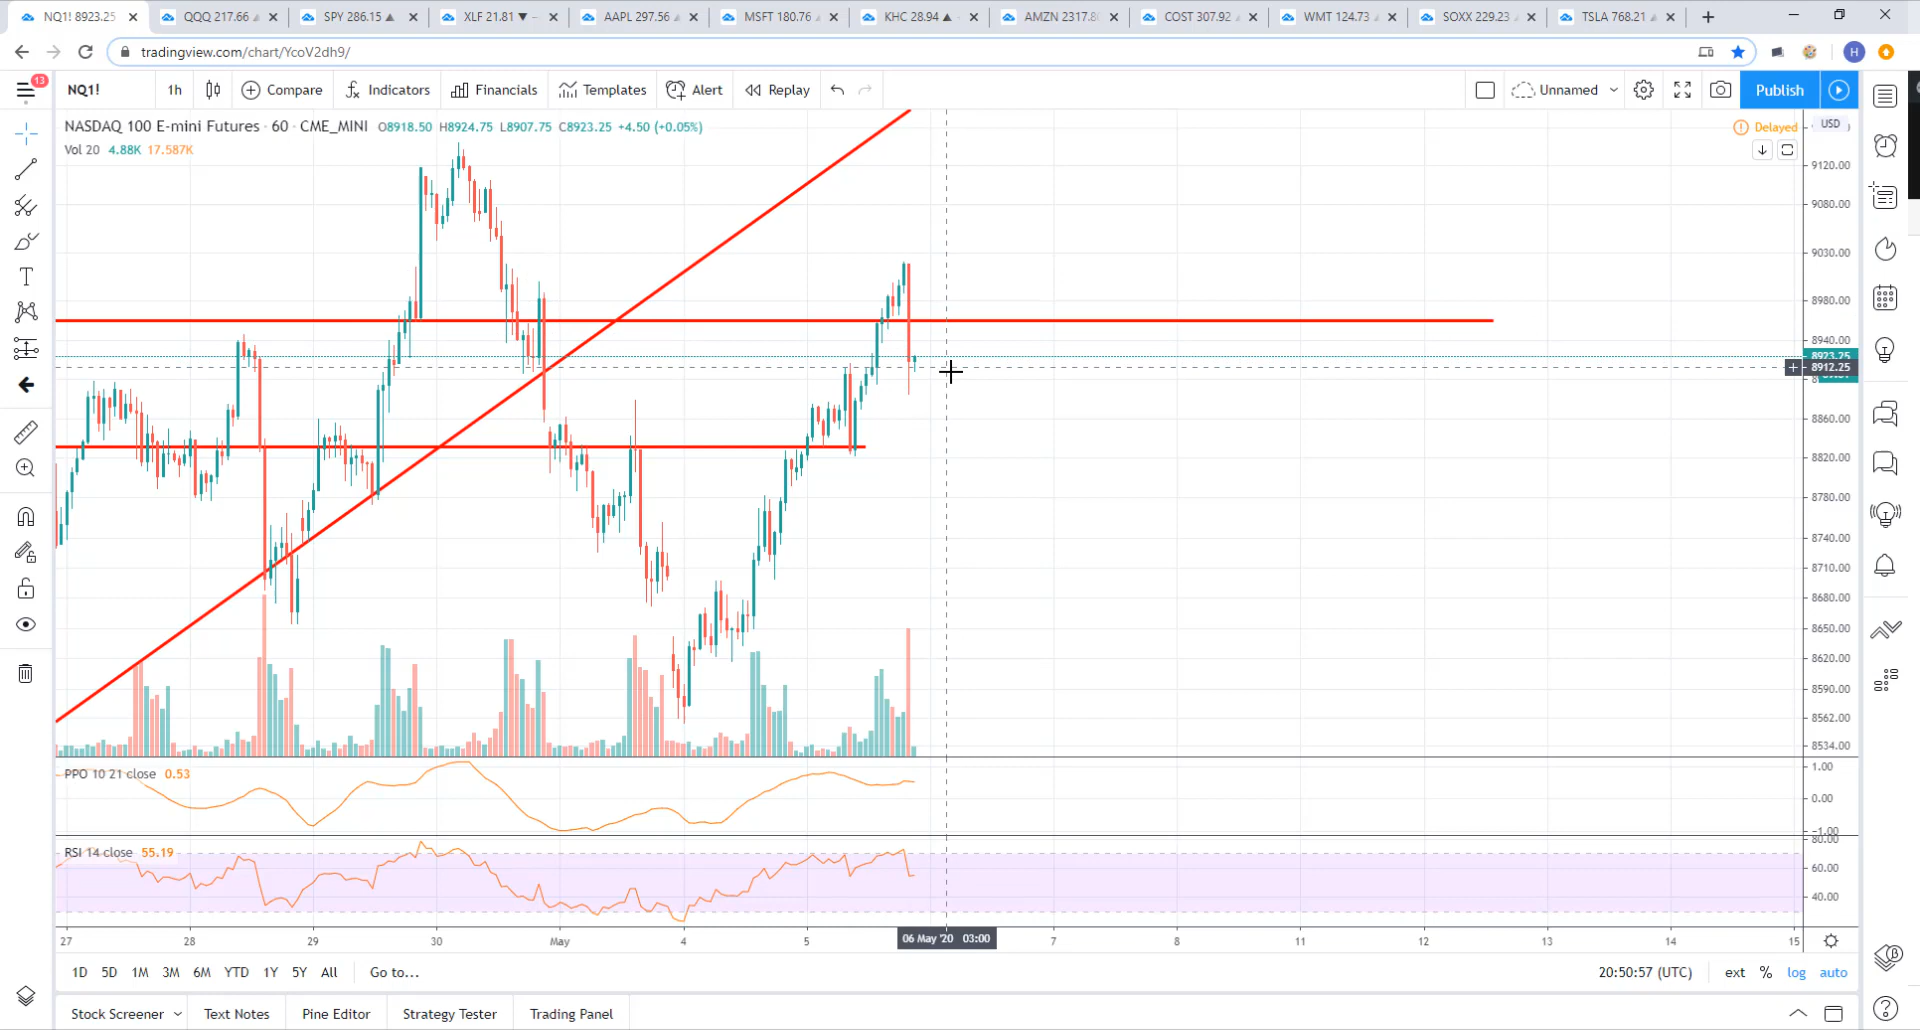 NQ1! 8923.25 QQQ 217.66 ▲ SPY 286.15 ▲ XLF 21.81 ▼ − AAPL 297.56 ▲ MSFT 180.76 ▲ KHC 28.94 ▲ AMZN 2317.8 COST 307.92 ▲ WMT 124.73 ▲ SOXX 229.23 ▲ TSLA 768.21 ▲
tradingview.com/chart/YcoV2dh9/ H
13 NQ1! 1h Compare Indicators Financials Templates Alert Replay Unnamed Publish
NASDAQ 100 E-mini Futures · 60 · CME_MINI O8918.50 H8924.75 L8907.75 C8923.25 +4.50 (+0.05%) Delayed USD
Vol 20 4.88K 17.587K
9120.00
9080.00
9030.00
8980.00
8940.00
8923.25
8912.25
8860.00
8820.00
8780.00
8740.00
8710.00
8680.00
8650.00
8620.00
8590.00
8562.00
8534.00
PPO 10 21 close 0.53 1.00
0.00
−1.00
80.00
RSI 14 close 55.19
60.00
40.00
27 28 29 30 May 4 5 06 May '20 03:00 7 8 11 12 13 14 15
1D 5D 1M 3M 6M YTD 1Y 5Y All Go to... 20:50:57 (UTC) ext % log auto
Stock Screener Text Notes Pine Editor Strategy Tester Trading Panel